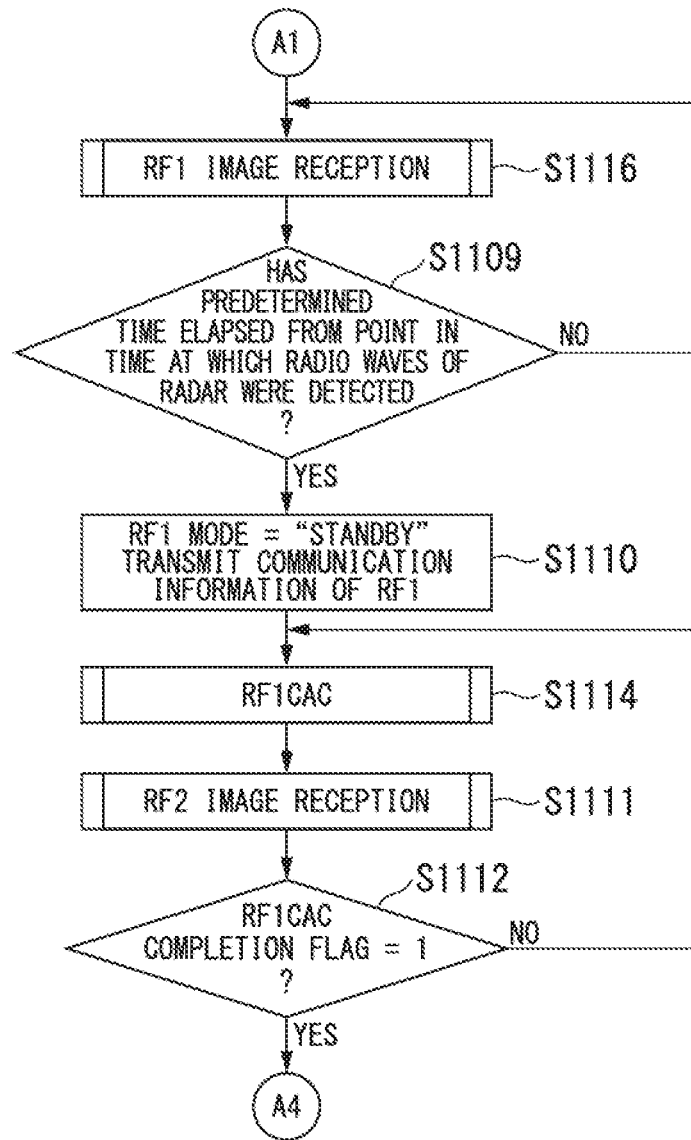 A1
RF1 IMAGE RECEPTION
S1116
S1109
HAS
PREDETERMINED
TIME ELAPSED FROM POINT IN
TIME AT WHICH RADIO WAVES OF
RADAR WERE DETECTED
?
NO
YES
RF1 MODE = “STANDBY”
TRANSMIT COMMUNICATION
INFORMATION OF RF1
S1110
RF1CAC
S1114
RF2 IMAGE RECEPTION
S1111
S1112
RF1CAC
COMPLETION FLAG = 1
?
NO
YES
A4